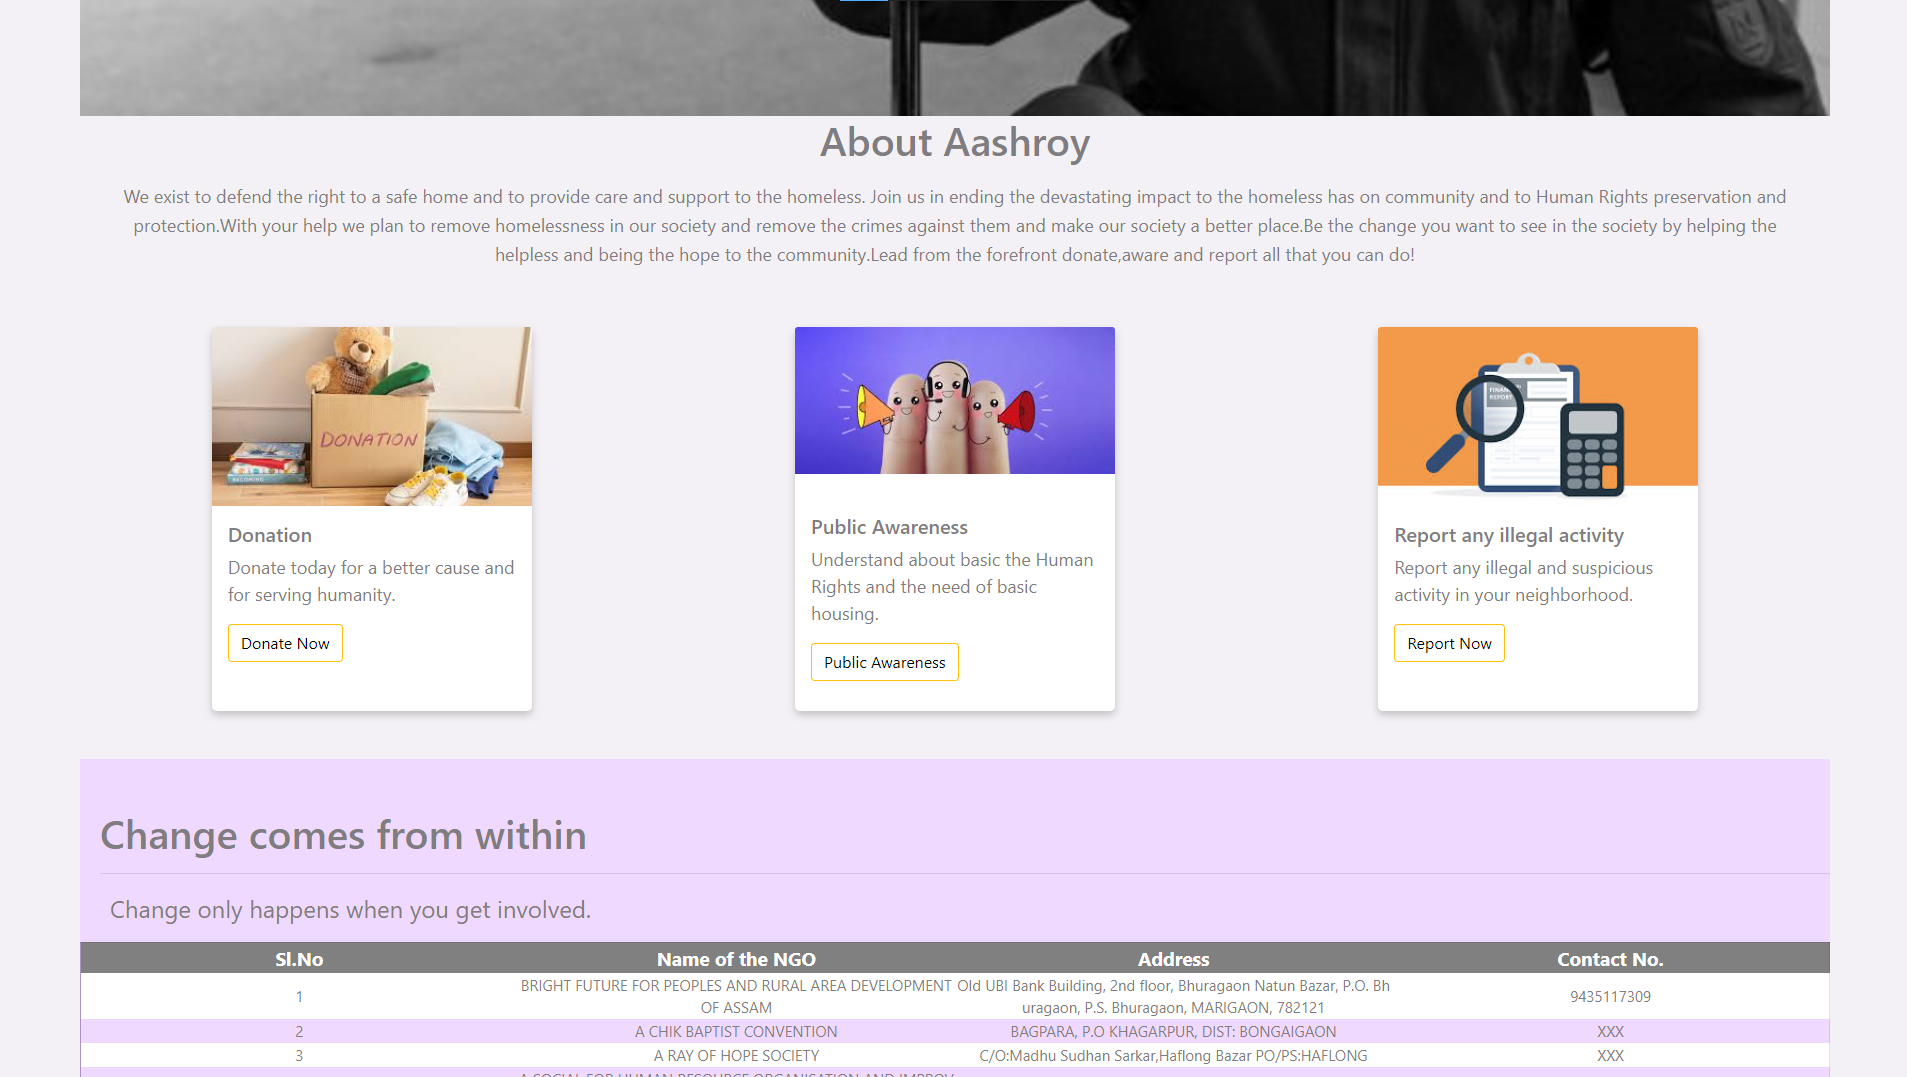 About Aashroy
We exist to defend the right to a safe home and to provide care and support to the homeless. Join us in ending the devastating impact to the homeless has on community and to Human Rights preservation and
protection.With your help we plan to remove homelessness in our society and remove the crimes against them and make our society a better place.Be the change you want to see in the society by helping the
helpless and being the hope to the community.Lead from the forefront donate,aware and report all that you can do!
DONATION
BECOMING
Donation
Donate today for a better cause and
for serving humanity.
Donate Now
Public Awareness
Understand about basic the Human
Rights and the need of basic
housing.
Public Awareness
REPORT
Report any illegal activity
Report any illegal and suspicious
activity in your neighborhood.
Report Now
Change comes from within
Change only happens when you get involved.
Sl.No Name of the NGO Address Contact No.
1 BRIGHT FUTURE FOR PEOPLES AND RURAL AREA DEVELOPMENT Old UBI Bank Building, 2nd floor, Bhuragaon Natun Bazar, P.O. Bh 9435117309
OF ASSAM uragaon, P.S. Bhuragaon, MARIGAON, 782121
2 A CHIK BAPTIST CONVENTION BAGPARA, P.O KHAGARPUR, DIST: BONGAIGAON XXX
3 A RAY OF HOPE SOCIETY C/O:Madhu Sudhan Sarkar,Haflong Bazar PO/PS:HAFLONG XXX